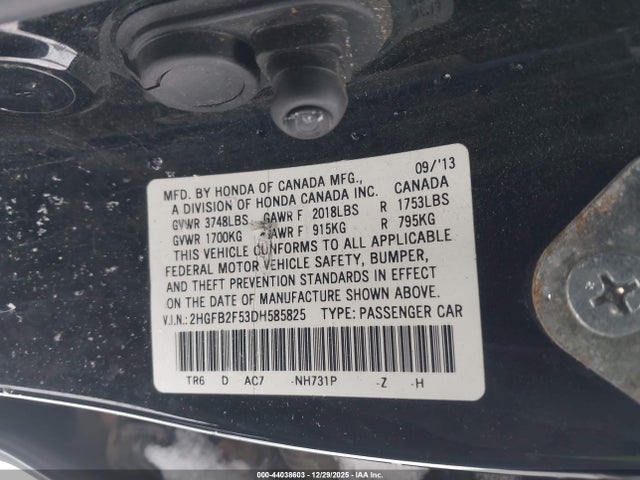 09/'13
MFD. BY HONDA OF CANADA MFG., CANADA
A DIVISION OF HONDA CANADA INC.
GVWR 3748LBS GAWR F 2018LBS R 1753LBS
GVWR 1700KG GAWR F 915KG R 795KG
THIS VEHICLE CONFORMS TO ALL APPLICABLE
FEDERAL MOTOR VEHICLE SAFETY, BUMPER,
AND THEFT PREVENTION STANDARDS IN EFFECT
ON THE DATE OF MANUFACTURE SHOWN ABOVE.
V.I.N.: 2HGFB2F53DH585825 TYPE: PASSENGER CAR
TR6 D AC7 -NH731P -Z -H
000-44038603 - 12/29/2025 - IAA Inc.